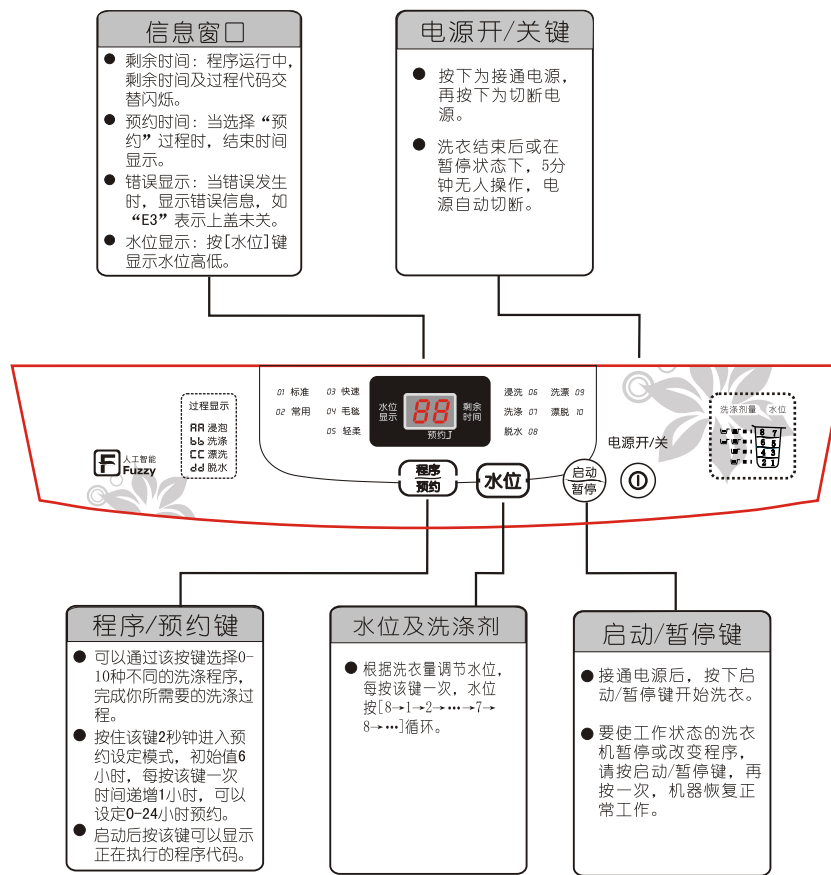 信息窗口
● 剩余时间：程序运行中，
剩余时间及过程代码交
替闪烁。
● 预约时间：当选择“预
约”过程时，结束时间
显示。
● 错误显示：当错误发生
时，显示错误信息，如
“E3”表示上盖未关。
● 水位显示：按[水位]键
显示水位高低。
电源开/关键
● 按下为接通电源，
再按下为切断电
源。
● 洗衣结束后或在
暂停状态下，5分
钟无人操作，电
源自动切断。
人工智能
Fuzzy
过程显示
AA 浸泡
bb 洗涤
CC 漂洗
dd 脱水
01 标准 03 快速
02 常用 04 毛毯
05 轻柔
水位
显示
88
剩余
时间
预约
浸洗 06 洗漂 09
洗涤 07 漂脱 10
脱水 08
程序
预约
水位
启动
暂停
电源开/关
洗涤剂量 水位
8 7
6 5
4 3
2 1
程序/预约键
● 可以通过该按键选择0-
10种不同的洗涤程序，
完成你所需要的洗涤过
程。
● 按住该键2秒钟进入预
约设定模式，初始值6
小时，每按该键一次
时间递增1小时，可以
设定0-24小时预约。
● 启动后按该键可以显示
正在执行的程序代码。
水位及洗涤剂
● 根据洗衣量调节水位，
每按该键一次，水位
按[8→1→2→…→7→
8→…]循环。
启动/暂停键
● 接通电源后，按下启
动/暂停键开始洗衣。
● 要使工作状态的洗衣
机暂停或改变程序，
请按启动/暂停键，再
按一次，机器恢复正
常工作。